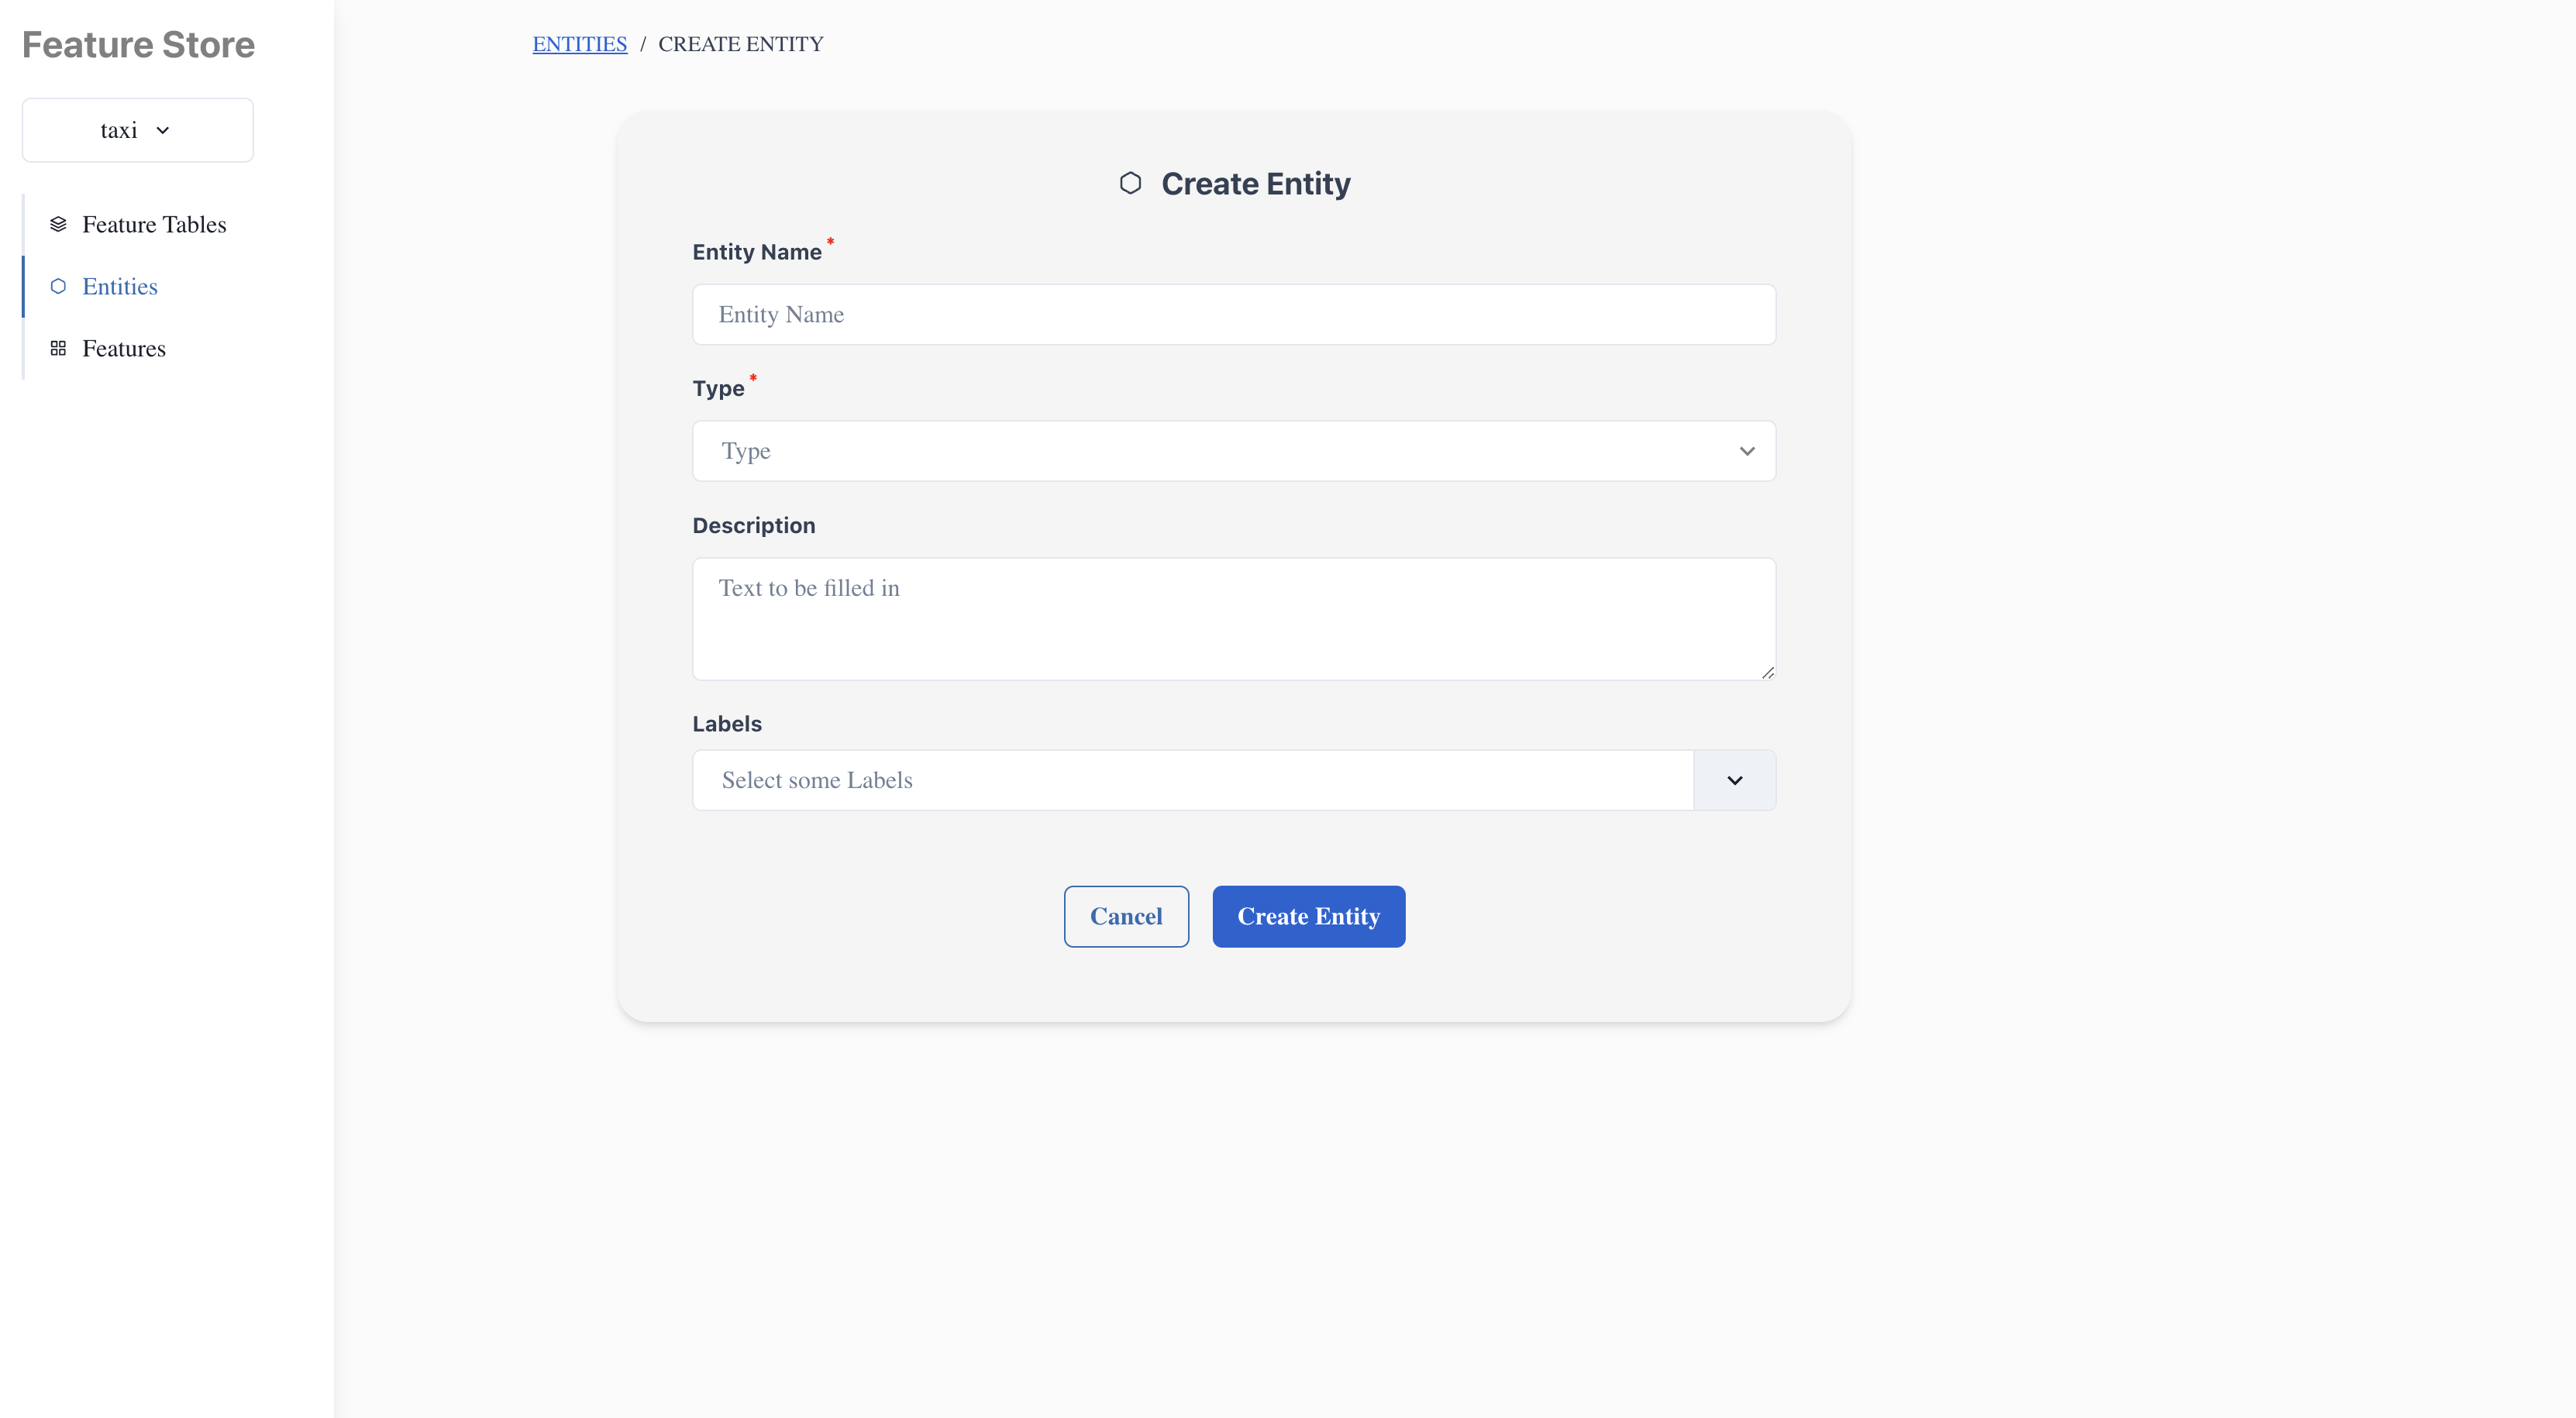 Feature Store
taxi
Feature Tables
Entities
Features
ENTITIES / CREATE ENTITY
Create Entity
Entity Name *
Entity Name
Type *
Type
Description
Text to be filled in
Labels
Select some Labels
Cancel
Create Entity